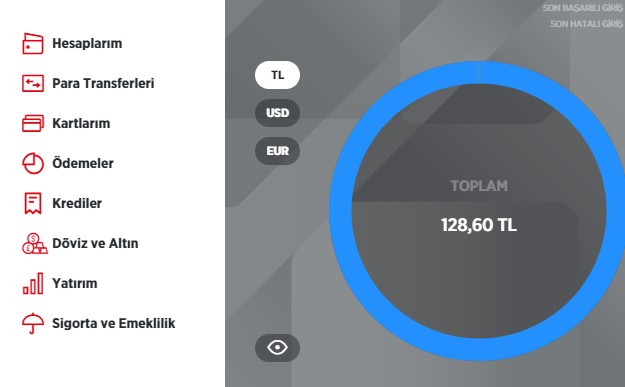 Hesaplarım
Para Transferleri
Kartlarım
Ödemeler
Krediler
Döviz ve Altın
Yatırım
Sigorta ve Emeklilik
SON BAŞARILI GİRİŞ
SON HATALI GİRİŞ
TL
USD
EUR
TOPLAM
128,60 TL